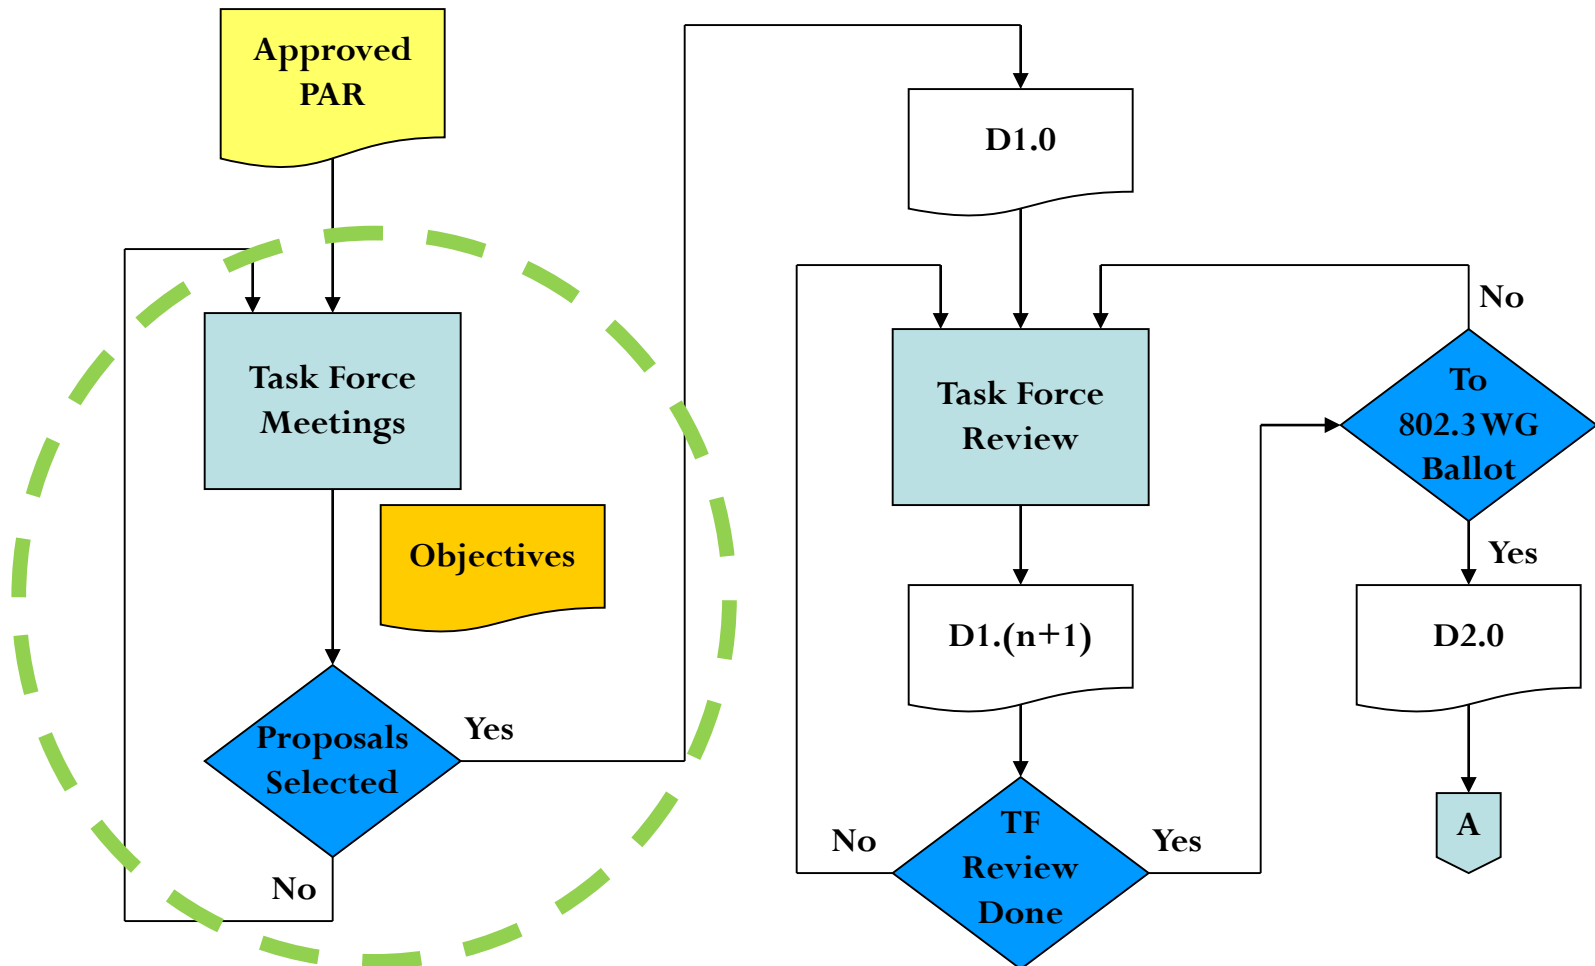 Approved
PAR
Task Force
Meetings
Objectives
Proposals
Selected
Yes
No
D1.0
Task Force
Review
D1.(n+1)
TF
Review
Done
No
Yes
To
802.3 WG
Ballot
No
Yes
D2.0
A